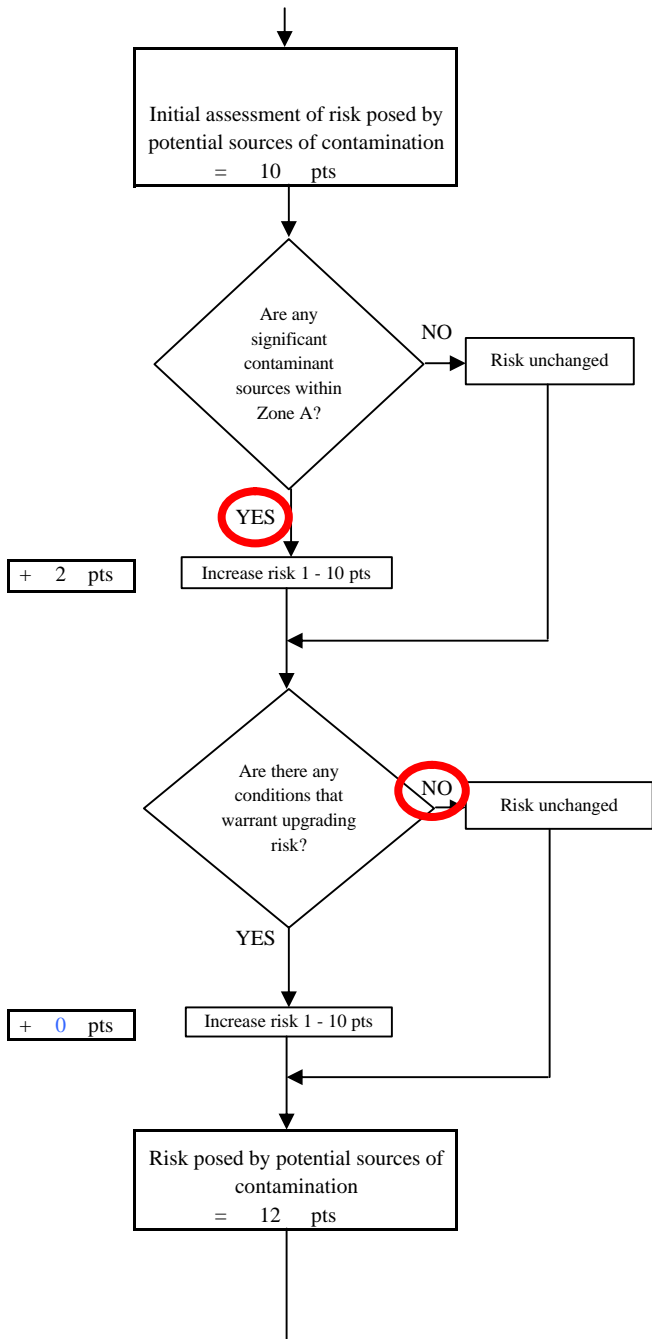 Initial assessment of risk posed by
potential sources of contamination
= 10 pts
Are any
significant
contaminant
sources within
Zone A?
NO
Risk unchanged
YES
+ 2 pts
Increase risk 1 - 10 pts
Are there any
conditions that
warrant upgrading
risk?
NO
Risk unchanged
YES
+ 0 pts
Increase risk 1 - 10 pts
Risk posed by potential sources of
contamination
= 12 pts